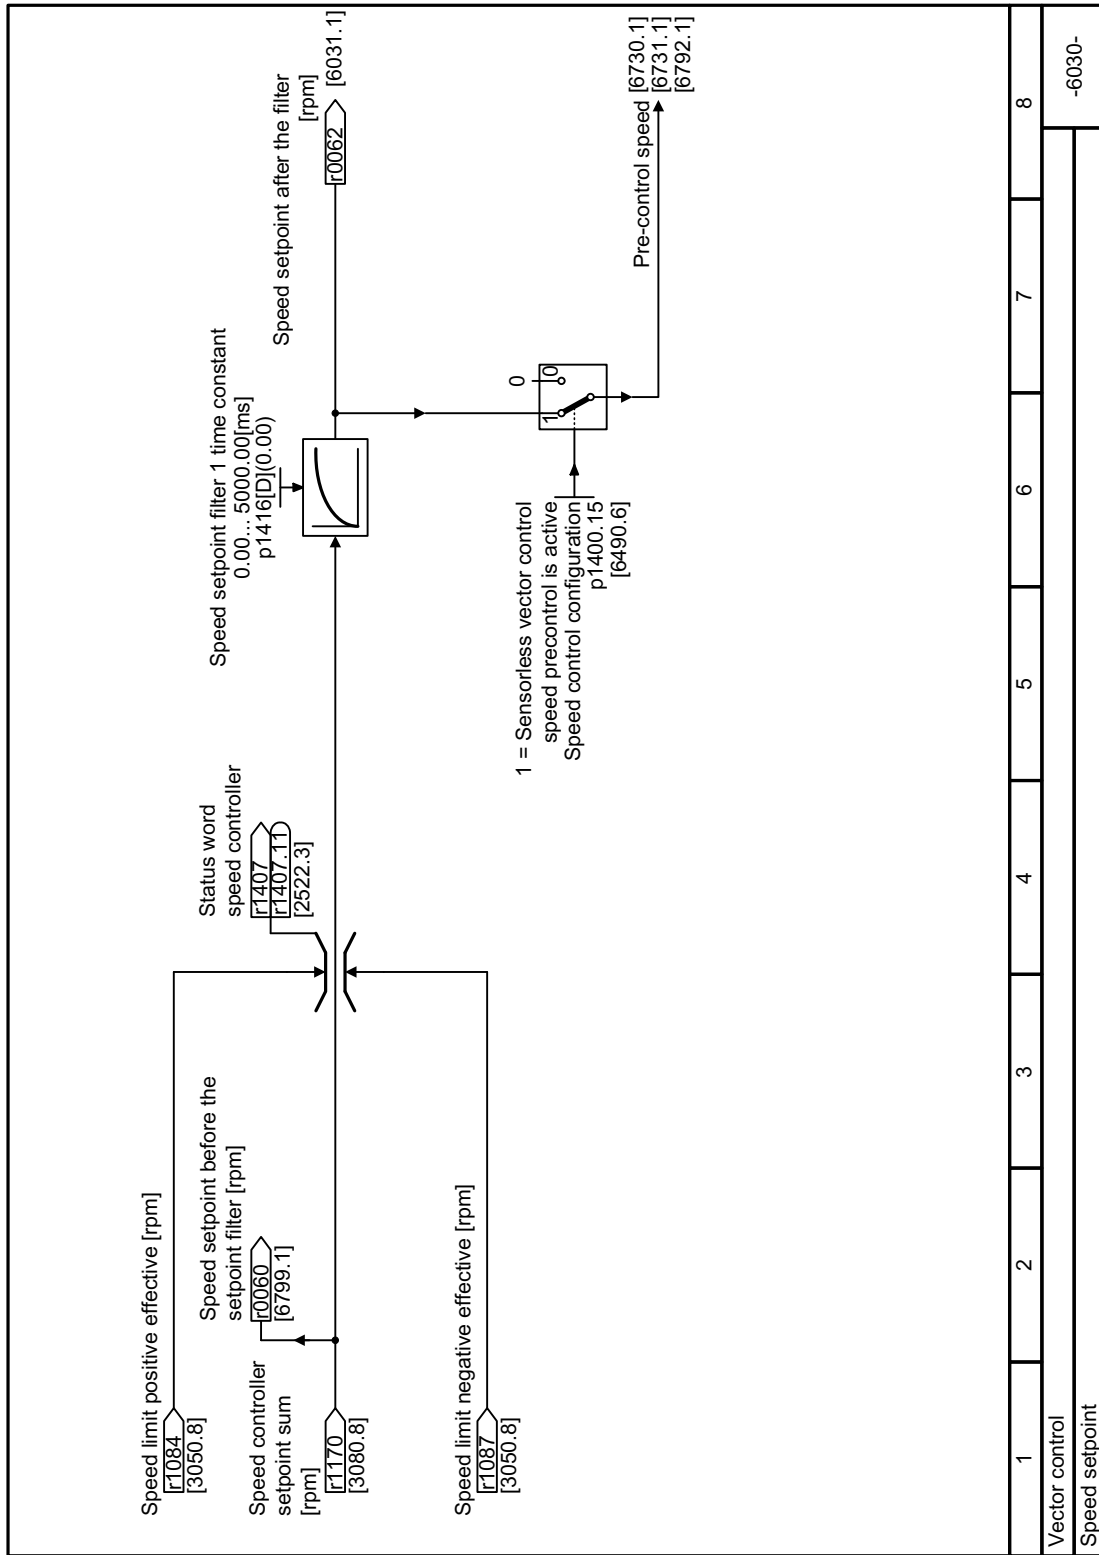 Speed limit positive effective [rpm]
r1084
[3050.8]
Speed setpoint before the
setpoint filter [rpm]
r0060
[6799.1]
Speed controller
setpoint sum
[rpm]
r1170
[3080.8]
Speed limit negative effective [rpm]
r1087
[3050.8]
Status word
speed controller
r1407
r1407.11
[2522.3]
Speed setpoint filter 1 time constant
0.00... 5000.00[ms]
p1416[D](0.00)
Speed setpoint after the filter
[rpm]
r0062
[6031.1]
1 = Sensorless vector control
speed precontrol is active
Speed control configuration
p1400.15
[6490.6]
0
1
0
Pre-control speed
[6730.1]
[6731.1]
[6792.1]
1
2
3
4
5
6
7
8
Vector control
Speed setpoint
-6030-